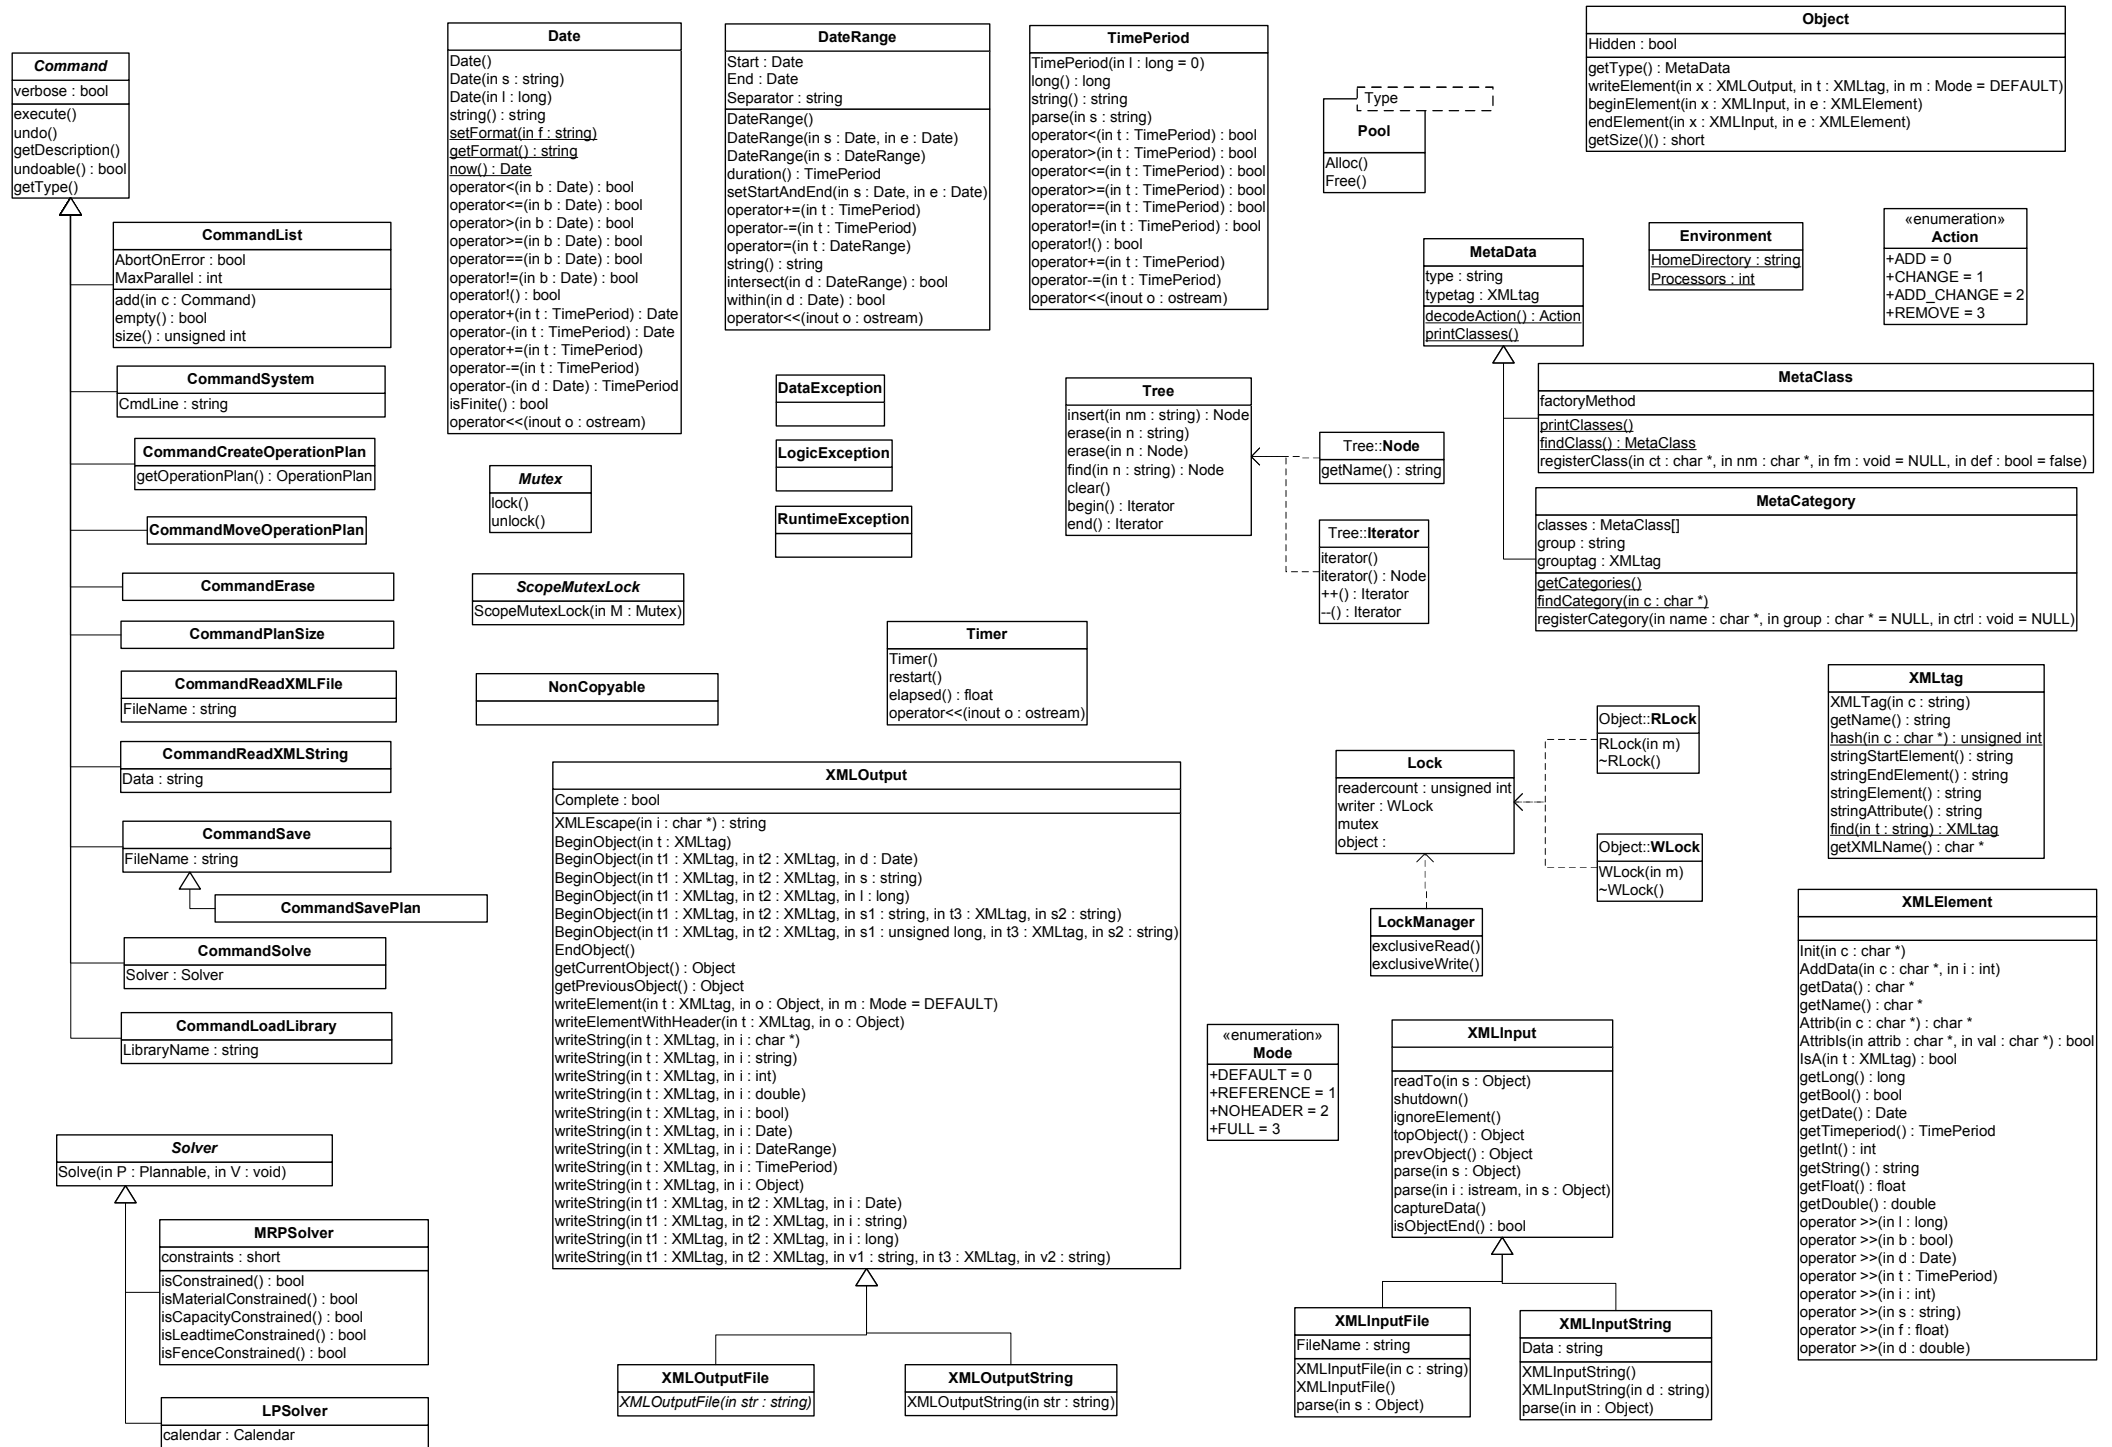 Command
verbose : bool
execute()
undo()
getDescription()
undoable() : bool
getType()
CommandList
AbortOnError : bool
MaxParallel : int
add(in c : Command)
empty() : bool
size() : unsigned int
CommandSystem
CmdLine : string
CommandCreateOperationPlan
getOperationPlan() : OperationPlan
CommandMoveOperationPlan
CommandErase
CommandPlanSize
CommandReadXMLFile
FileName : string
CommandReadXMLString
Data : string
CommandSave
FileName : string
CommandSavePlan
CommandSolve
Solver : Solver
CommandLoadLibrary
LibraryName : string
Solver
Solve(in P : Plannable, in V : void)
MRPSolver
constraints : short
isConstrained() : bool
isMaterialConstrained() : bool
isCapacityConstrained() : bool
isLeadtimeConstrained() : bool
isFenceConstrained() : bool
LPSolver
calendar : Calendar
Date
Date()
Date(in s : string)
Date(in l : long)
string() : string
setFormat(in f : string)
getFormat() : string
now() : Date
operator<(in b : Date) : bool
operator<=(in b : Date) : bool
operator>(in b : Date) : bool
operator>=(in b : Date) : bool
operator==(in b : Date) : bool
operator!=(in b : Date) : bool
operator!() : bool
operator+(in t : TimePeriod) : Date
operator-(in t : TimePeriod) : Date
operator+=(in t : TimePeriod)
operator-=(in t : TimePeriod)
operator-(in d : Date) : TimePeriod
isFinite() : bool
operator<<(inout o : ostream)
Mutex
lock()
unlock()
ScopeMutexLock
ScopeMutexLock(in M : Mutex)
NonCopyable
DateRange
Start : Date
End : Date
Separator : string
DateRange()
DateRange(in s : Date, in e : Date)
DateRange(in s : DateRange)
duration() : TimePeriod
setStartAndEnd(in s : Date, in e : Date)
operator+=(in t : TimePeriod)
operator-=(in t : TimePeriod)
operator=(in t : DateRange)
string() : string
intersect(in d : DateRange) : bool
within(in d : Date) : bool
operator<<(inout o : ostream)
DataException
LogicException
RuntimeException
Timer
Timer()
restart()
elapsed() : float
operator<<(inout o : ostream)
TimePeriod
TimePeriod(in l : long = 0)
long() : long
string() : string
parse(in s : string)
operator<(in t : TimePeriod) : bool
operator>(in t : TimePeriod) : bool
operator<=(in t : TimePeriod) : bool
operator>=(in t : TimePeriod) : bool
operator==(in t : TimePeriod) : bool
operator!=(in t : TimePeriod) : bool
operator!() : bool
operator+=(in t : TimePeriod)
operator-=(in t : TimePeriod)
operator<<(inout o : ostream)
Tree
insert(in nm : string) : Node
erase(in n : string)
erase(in n : Node)
find(in n : string) : Node
clear()
begin() : Iterator
end() : Iterator
Tree::Node
getName() : string
Tree::Iterator
iterator()
iterator() : Node
++() : Iterator
--() : Iterator
Type
Pool
Alloc()
Free()
Object
Hidden : bool
getType() : MetaData
writeElement(in x : XMLOutput, in t : XMLtag, in m : Mode = DEFAULT)
beginElement(in x : XMLInput, in e : XMLElement)
endElement(in x : XMLInput, in e : XMLElement)
getSize()() : short
MetaData
type : string
typetag : XMLtag
decodeAction() : Action
printClasses()
Environment
HomeDirectory : string
Processors : int
«enumeration»
Action
+ADD = 0
+CHANGE = 1
+ADD_CHANGE = 2
+REMOVE = 3
MetaClass
factoryMethod
printClasses()
findClass() : MetaClass
registerClass(in ct : char *, in nm : char *, in fm : void = NULL, in def : bool = false)
MetaCategory
classes : MetaClass[]
group : string
grouptag : XMLtag
getCategories()
findCategory(in c : char *)
registerCategory(in name : char *, in group : char * = NULL, in ctrl : void = NULL)
XMLOutput
Complete : bool
XMLEscape(in i : char *) : string
BeginObject(in t : XMLtag)
BeginObject(in t1 : XMLtag, in t2 : XMLtag, in d : Date)
BeginObject(in t1 : XMLtag, in t2 : XMLtag, in s : string)
BeginObject(in t1 : XMLtag, in t2 : XMLtag, in l : long)
BeginObject(in t1 : XMLtag, in t2 : XMLtag, in s1 : string, in t3 : XMLtag, in s2 : string)
BeginObject(in t1 : XMLtag, in t2 : XMLtag, in s1 : unsigned long, in t3 : XMLtag, in s2 : string)
EndObject()
getCurrentObject() : Object
getPreviousObject() : Object
writeElement(in t : XMLtag, in o : Object, in m : Mode = DEFAULT)
writeElementWithHeader(in t : XMLtag, in o : Object)
writeString(in t : XMLtag, in i : char *)
writeString(in t : XMLtag, in i : string)
writeString(in t : XMLtag, in i : int)
writeString(in t : XMLtag, in i : double)
writeString(in t : XMLtag, in i : bool)
writeString(in t : XMLtag, in i : Date)
writeString(in t : XMLtag, in i : DateRange)
writeString(in t : XMLtag, in i : TimePeriod)
writeString(in t : XMLtag, in i : Object)
writeString(in t1 : XMLtag, in t2 : XMLtag, in i : Date)
writeString(in t1 : XMLtag, in t2 : XMLtag, in i : string)
writeString(in t1 : XMLtag, in t2 : XMLtag, in i : long)
writeString(in t1 : XMLtag, in t2 : XMLtag, in v1 : string, in t3 : XMLtag, in v2 : string)
XMLOutputFile
XMLOutputFile(in str : string)
XMLOutputString
XMLOutputString(in str : string)
Lock
readercount : unsigned int
writer : WLock
mutex
object :
Object::RLock
RLock(in m)
~RLock()
Object::WLock
WLock(in m)
~WLock()
LockManager
exclusiveRead()
exclusiveWrite()
«enumeration»
Mode
+DEFAULT = 0
+REFERENCE = 1
+NOHEADER = 2
+FULL = 3
XMLInput
readTo(in s : Object)
shutdown()
ignoreElement()
topObject() : Object
prevObject() : Object
parse(in s : Object)
parse(in i : istream, in s : Object)
captureData()
isObjectEnd() : bool
XMLInputFile
FileName : string
XMLInputFile(in c : string)
XMLInputFile()
parse(in s : Object)
XMLInputString
Data : string
XMLInputString()
XMLInputString(in d : string)
parse(in in : Object)
XMLtag
XMLTag(in c : string)
getName() : string
hash(in c : char *) : unsigned int
stringStartElement() : string
stringEndElement() : string
stringElement() : string
stringAttribute() : string
find(in t : string) : XMLtag
getXMLName() : char *
XMLElement
Init(in c : char *)
AddData(in c : char *, in i : int)
getData() : char *
getName() : char *
Attrib(in c : char *) : char *
AttribIs(in attrib : char *, in val : char *) : bool
IsA(in t : XMLtag) : bool
getLong() : long
getBool() : bool
getDate() : Date
getTimeperiod() : TimePeriod
getInt() : int
getString() : string
getFloat() : float
getDouble() : double
operator >>(in l : long)
operator >>(in b : bool)
operator >>(in d : Date)
operator >>(in t : TimePeriod)
operator >>(in i : int)
operator >>(in s : string)
operator >>(in f : float)
operator >>(in d : double)